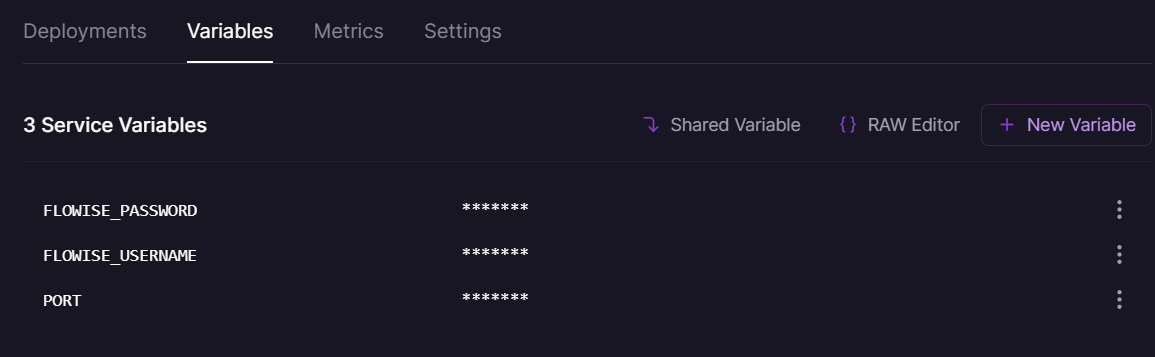 Deployments Variables Metrics Settings
3 Service Variables Shared Variable {} RAW Editor + New Variable
FLOWISE_PASSWORD *******
FLOWISE_USERNAME *******
PORT *******